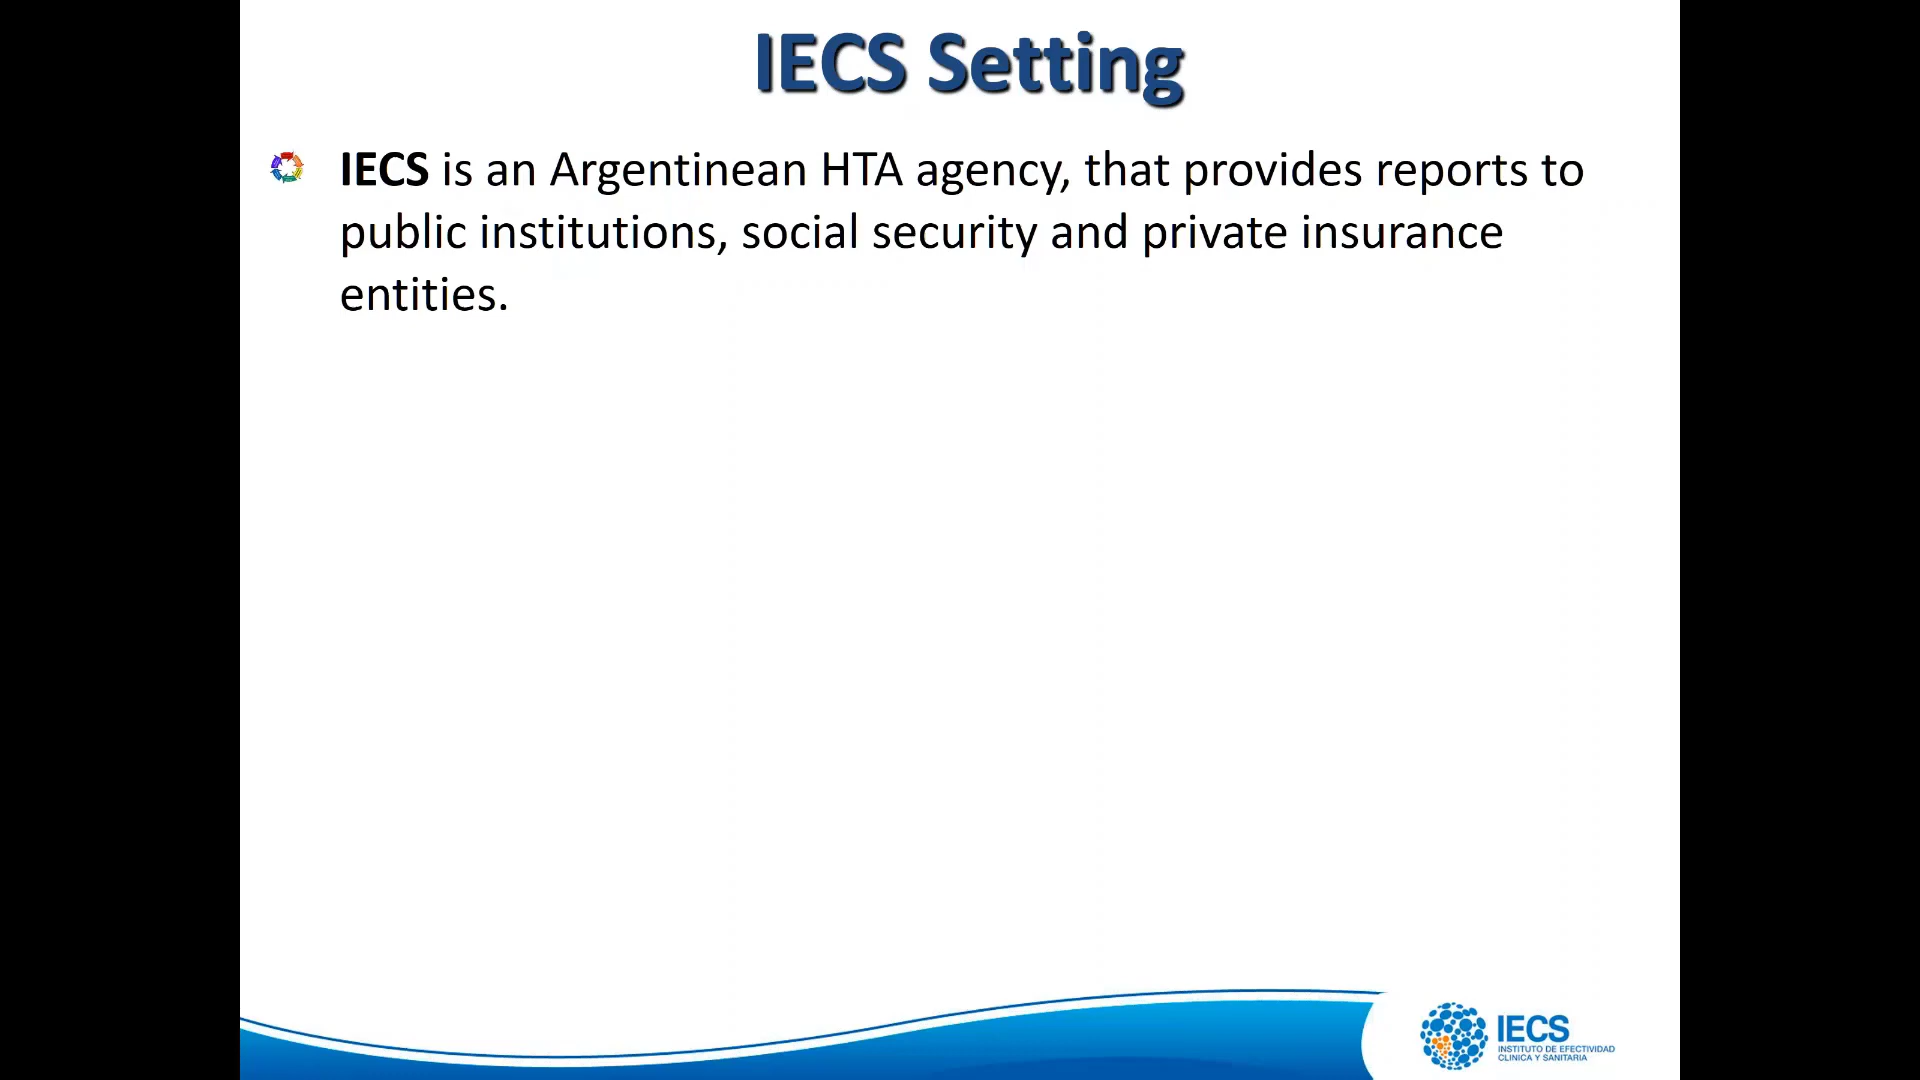 IECS Setting
IECS is an Argentinean HTA agency, that provides reports to
public institutions, social security and private insurance
entities.
IECS
INSTITUTO DE EFECTIVIDAD
CLINICA Y SANITARIA